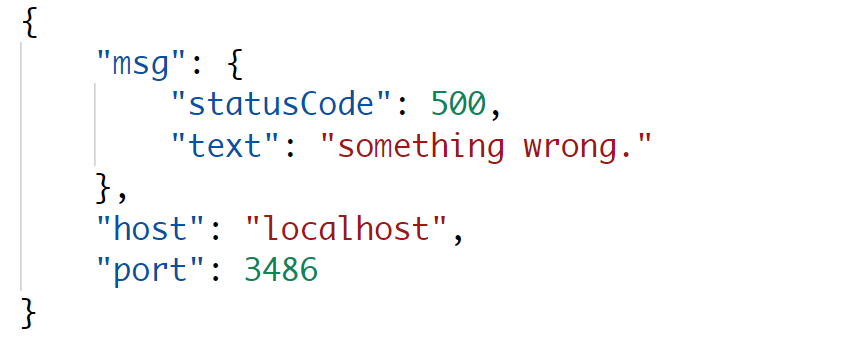 {
    "msg": {
        "statusCode": 500,
        "text": "something wrong."
    },
    "host": "localhost",
    "port": 3486
}